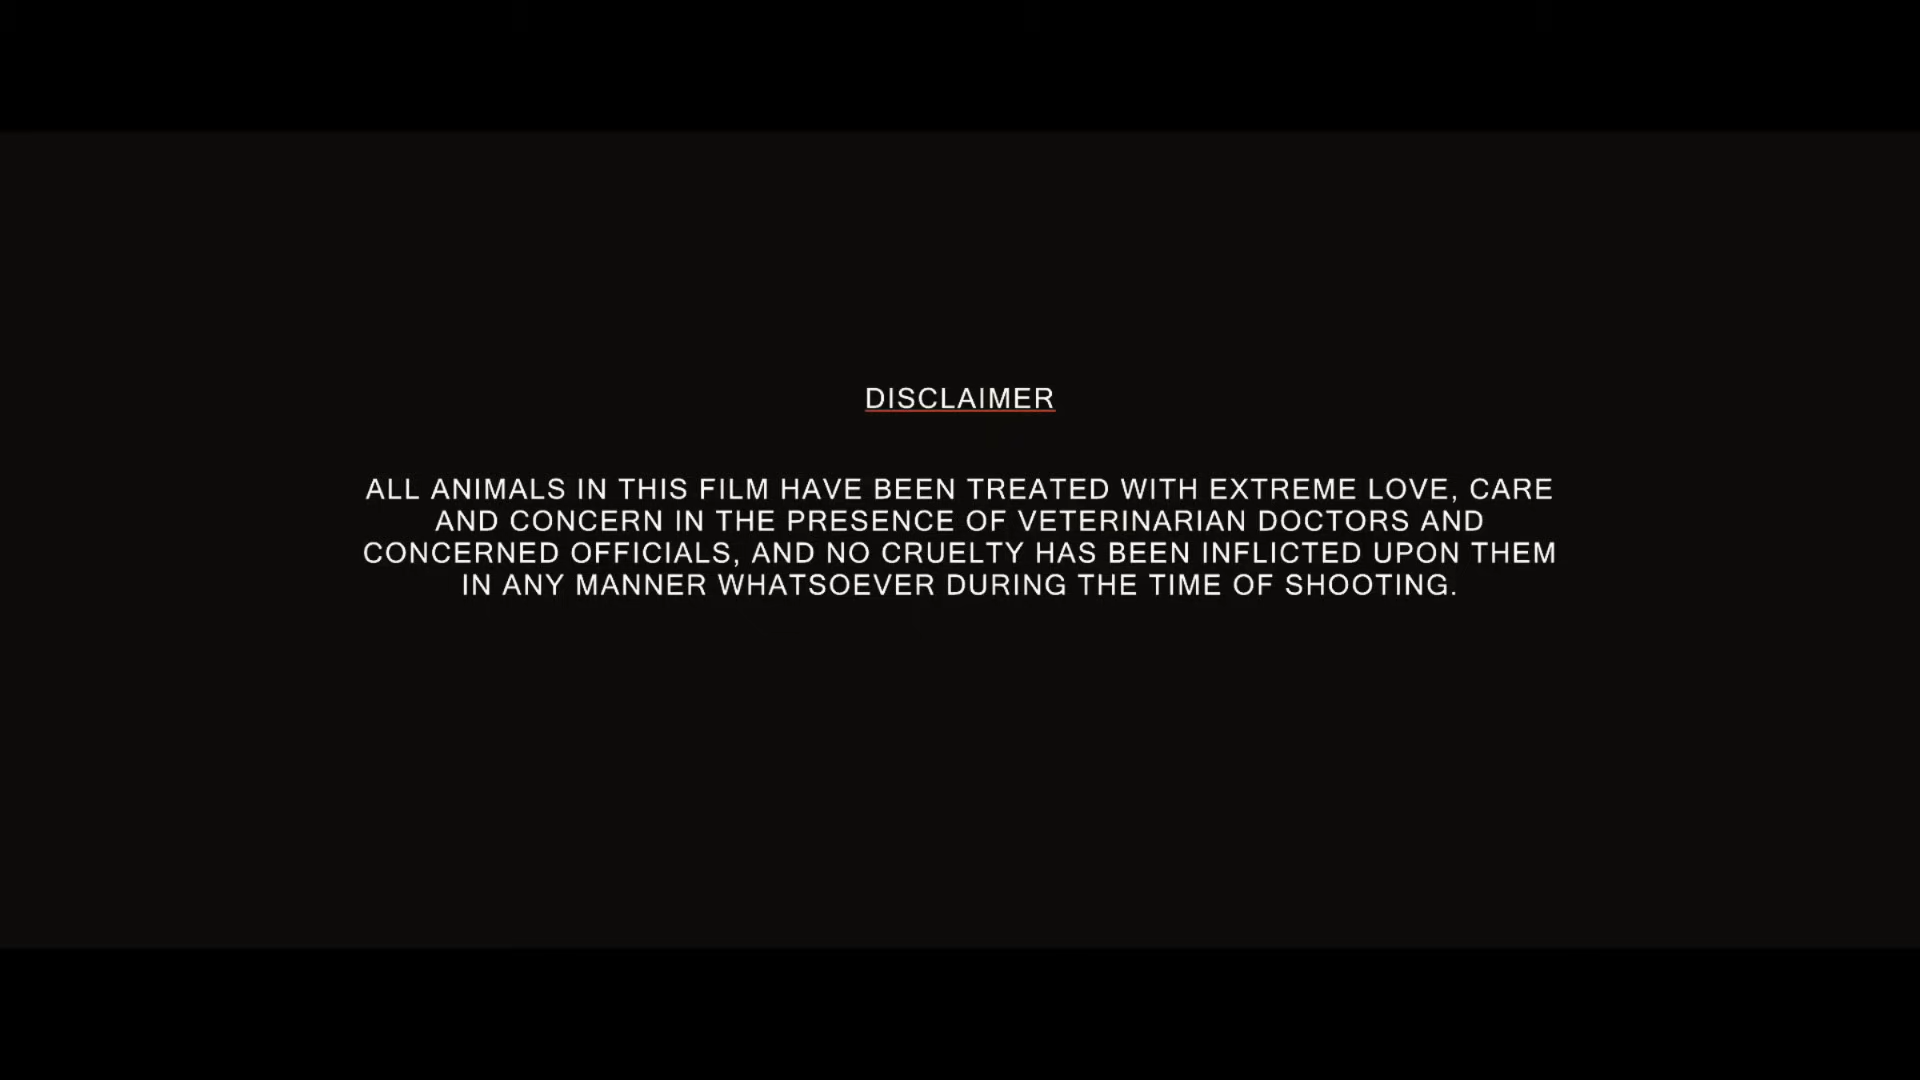 DISCLAIMER
ALL ANIMALS IN THIS FILM HAVE BEEN TREATED WITH EXTREME LOVE, CARE
AND CONCERN IN THE PRESENCE OF VETERINARIAN DOCTORS AND
CONCERNED OFFICIALS, AND NO CRUELTY HAS BEEN INFLICTED UPON THEM
IN ANY MANNER WHATSOEVER DURING THE TIME OF SHOOTING.